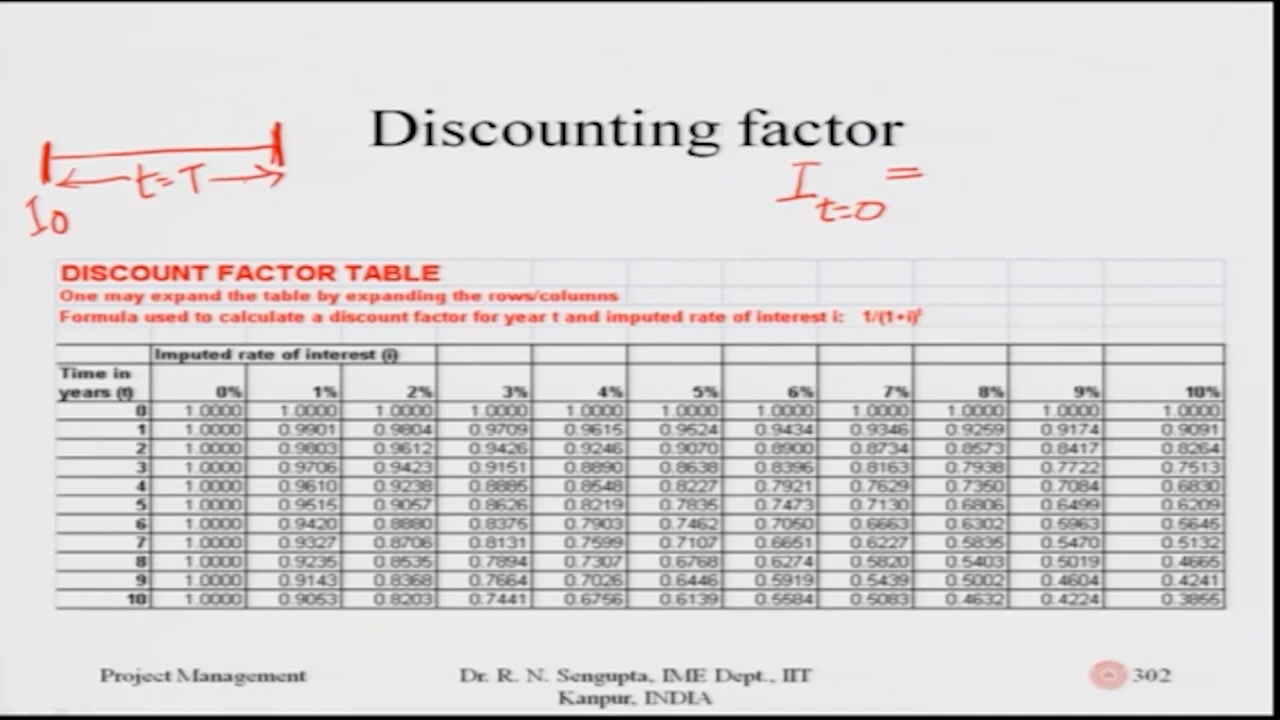 Discounting factor
t=T
I0
I t=0 =
DISCOUNT FACTOR TABLE
One may expand the table by expanding the rows/columns
Formula used to calculate a discount factor for year t and imputed rate of interest i: 1/(1+i)^t
Imputed rate of interest (i)
Time in
years (t) 0% 1% 2% 3% 4% 5% 6% 7% 8% 9% 10%
0 1.0000 1.0000 1.0000 1.0000 1.0000 1.0000 1.0000 1.0000 1.0000 1.0000 1.0000
1 1.0000 0.9901 0.9804 0.9709 0.9615 0.9524 0.9434 0.9346 0.9259 0.9174 0.9091
2 1.0000 0.9803 0.9612 0.9426 0.9246 0.9070 0.8900 0.8734 0.8573 0.8417 0.8264
3 1.0000 0.9706 0.9423 0.9151 0.8890 0.8638 0.8396 0.8163 0.7938 0.7722 0.7513
4 1.0000 0.9610 0.9238 0.8885 0.8548 0.8227 0.7921 0.7629 0.7350 0.7084 0.6830
5 1.0000 0.9515 0.9057 0.8626 0.8219 0.7835 0.7473 0.7130 0.6806 0.6499 0.6209
6 1.0000 0.9420 0.8880 0.8375 0.7903 0.7462 0.7050 0.6663 0.6302 0.5963 0.5645
7 1.0000 0.9327 0.8706 0.8131 0.7599 0.7107 0.6651 0.6227 0.5835 0.5470 0.5132
8 1.0000 0.9235 0.8535 0.7894 0.7307 0.6768 0.6274 0.5820 0.5403 0.5019 0.4665
9 1.0000 0.9143 0.8368 0.7664 0.7026 0.6446 0.5919 0.5439 0.5002 0.4604 0.4241
10 1.0000 0.9053 0.8203 0.7441 0.6756 0.6139 0.5584 0.5083 0.4632 0.4224 0.3855
Project Management
Dr. R. N. Sengupta, IME Dept., IIT
Kanpur, INDIA
302